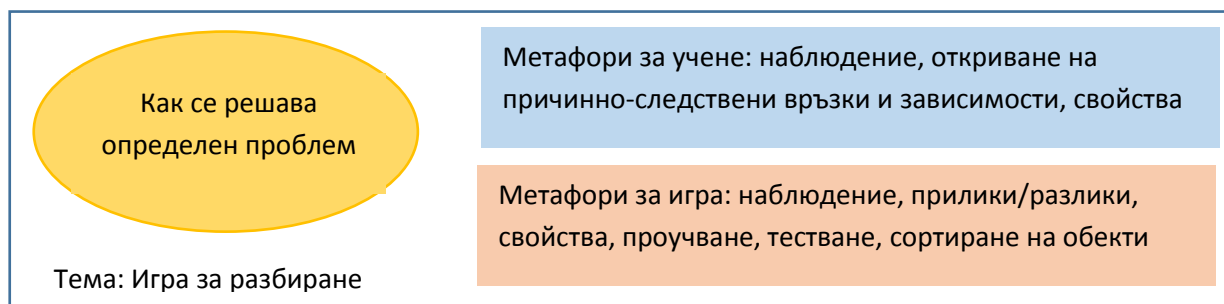 Как се решава
определен проблем
Тема: Игра за разбиране
Метафори за учене: наблюдение, откриване на
причинно-следствени връзки и зависимости, свойства
Метафори за игра: наблюдение, прилики/разлики,
свойства, проучване, тестване, сортиране на обекти